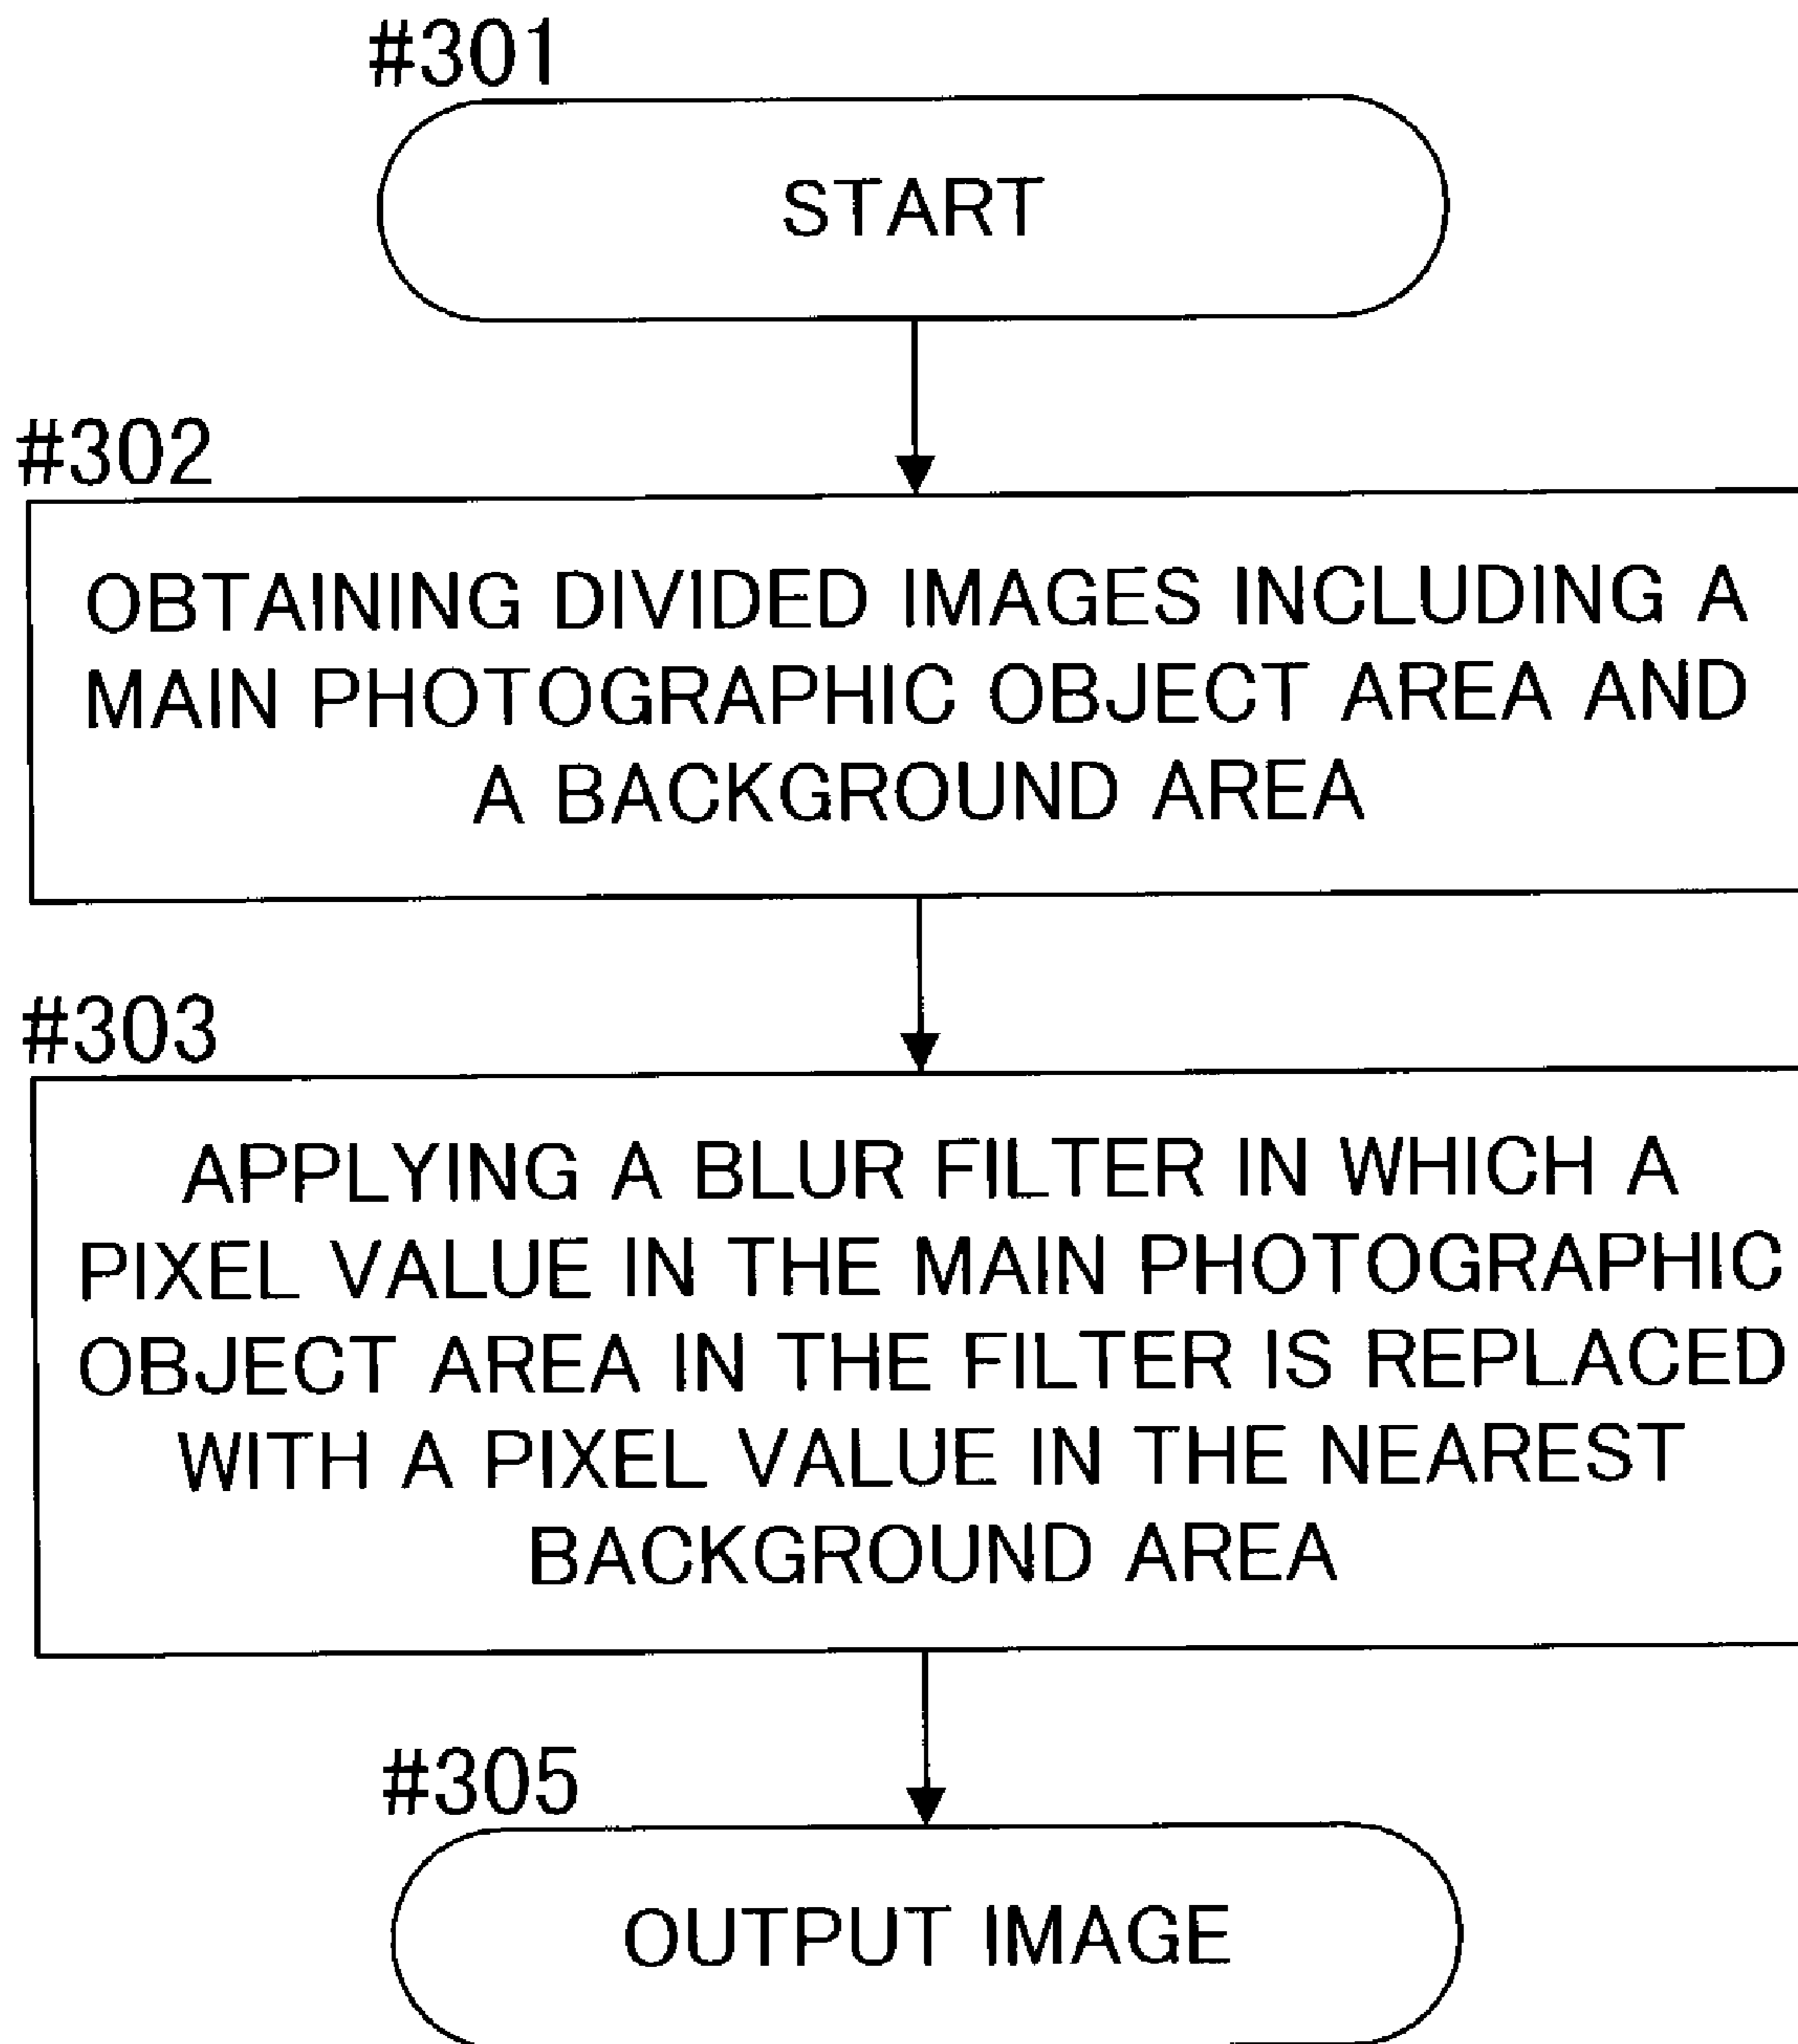 #301
START
#302
OBTAINING DIVIDED IMAGES INCLUDING A
MAIN PHOTOGRAPHIC OBJECT AREA AND
A BACKGROUND AREA
#303
APPLYING A BLUR FILTER IN WHICH A
PIXEL VALUE IN THE MAIN PHOTOGRAPHIC
OBJECT AREA IN THE FILTER IS REPLACED
WITH A PIXEL VALUE IN THE NEAREST
BACKGROUND AREA
#305
OUTPUT IMAGE